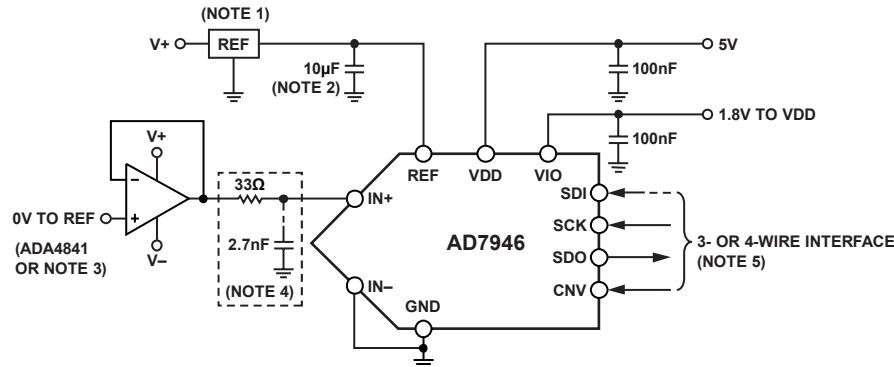 (NOTE 1)
V+
REF
10µF
(NOTE 2)
100nF
5V
100nF
1.8V TO VDD
REF
VDD
VIO
V+
−
+
0V TO REF
(ADA4841
OR NOTE 3)
V–
33Ω
2.7nF
(NOTE 4)
IN+
IN–
AD7946
GND
SDI
SCK
SDO
CNV
3- OR 4-WIRE INTERFACE
(NOTE 5)